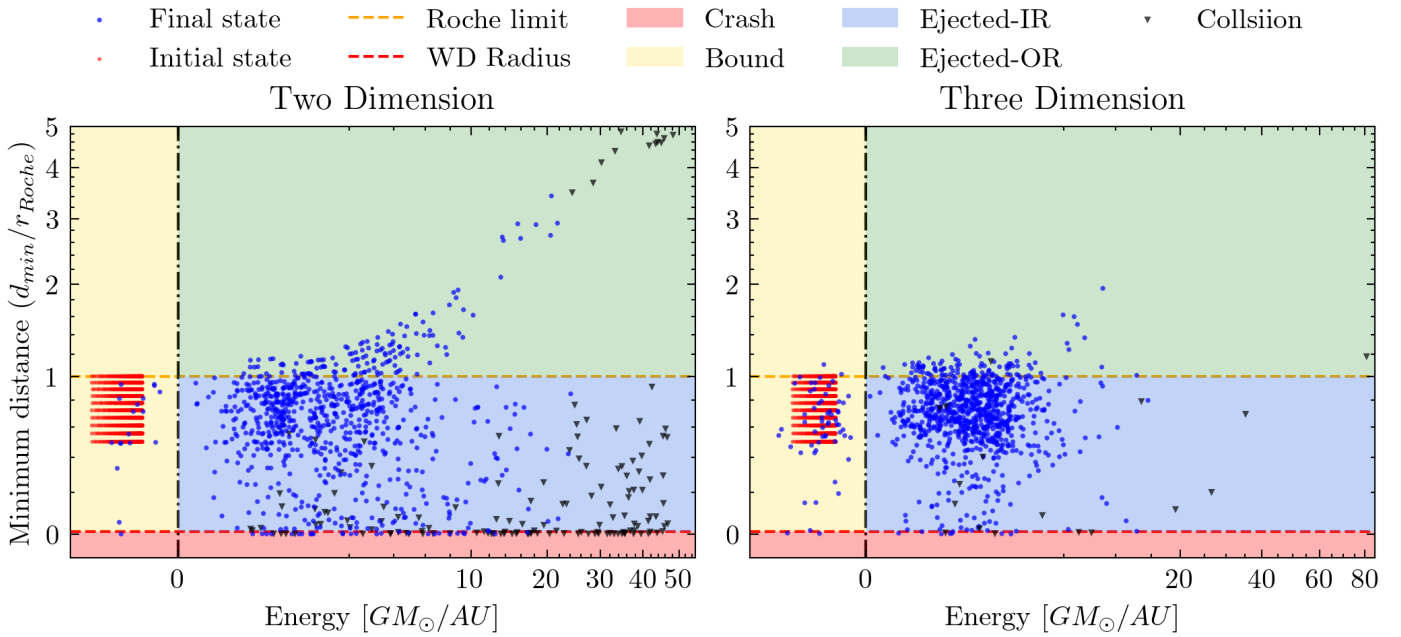 Final state Roche limit Crash Ejected-IR Collsiion
Initial state WD Radius Bound Ejected-OR
Two Dimension Three Dimension
Minimum distance (d_min/r_Roche)
5
4
3
2
1
0
0 10 20 30 40 50
Energy [GM_⊙/AU]
5
4
3
2
1
0
0 20 40 60 80
Energy [GM_⊙/AU]